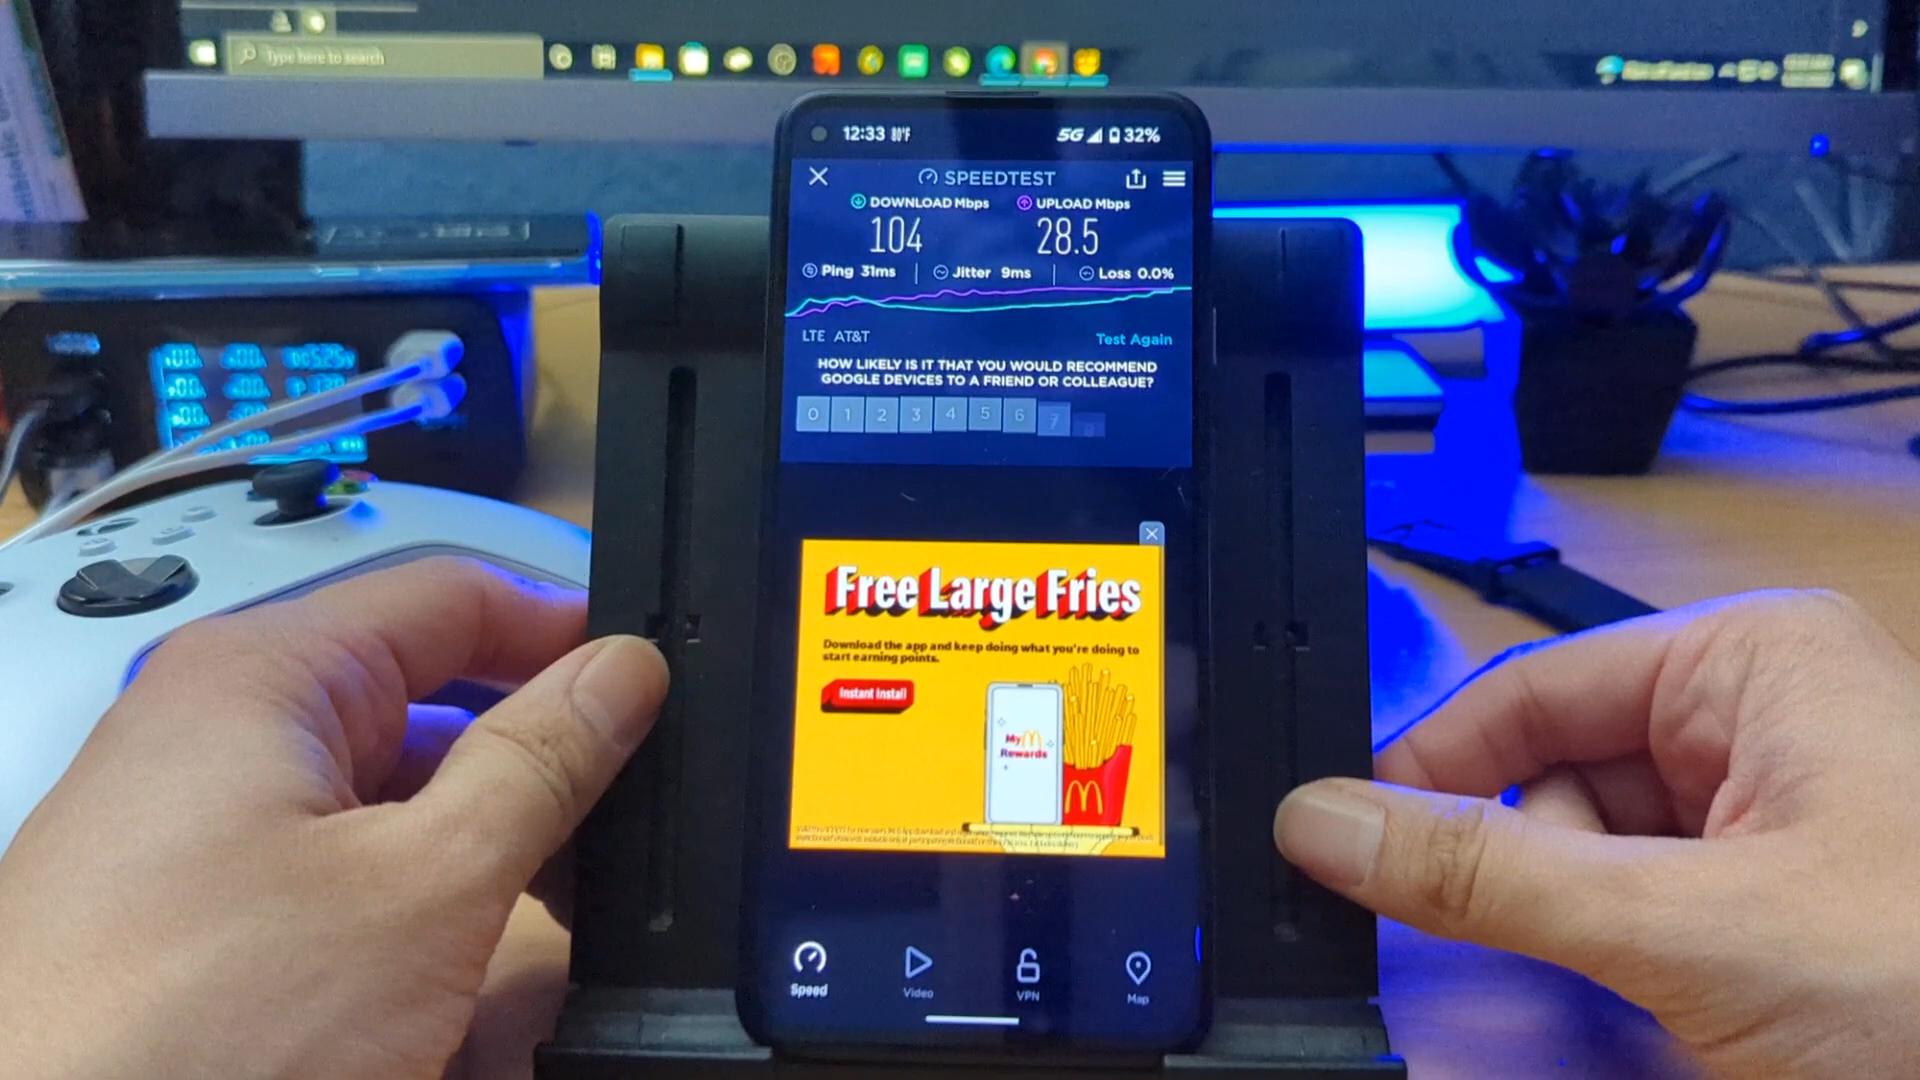 Type here to search
12:33 80°F
5G 32%
SPEEDTEST
DOWNLOAD Mbps
UPLOAD Mbps
104
28.5
Ping 31ms
Jitter 9ms
Loss 0.0%
LTE AT&T
Test Again
HOW LIKELY IS IT THAT YOU WOULD RECOMMEND
GOOGLE DEVICES TO A FRIEND OR COLLEAGUE?
0 1 2 3 4 5 6 7 8
Free Large Fries
Download the app and keep doing what you're doing to
start earning points.
Instant Install
My
Rewards
Speed
Video
VPN
Map